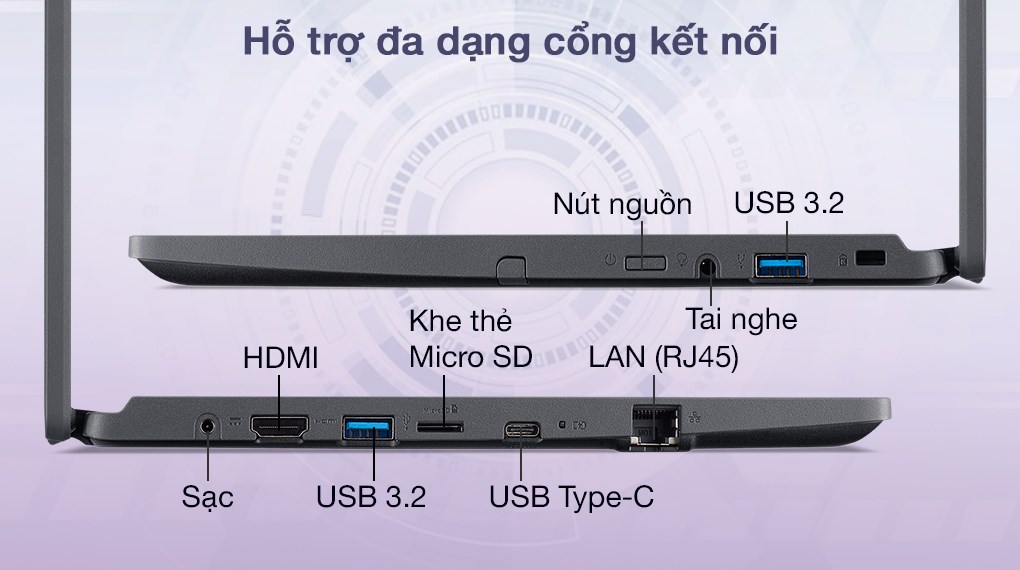 Hỗ trợ đa dạng cổng kết nối
Nút nguồn
USB 3.2
Tai nghe
Khe thẻ
Micro SD
HDMI
LAN (RJ45)
Sạc
USB 3.2
USB Type-C